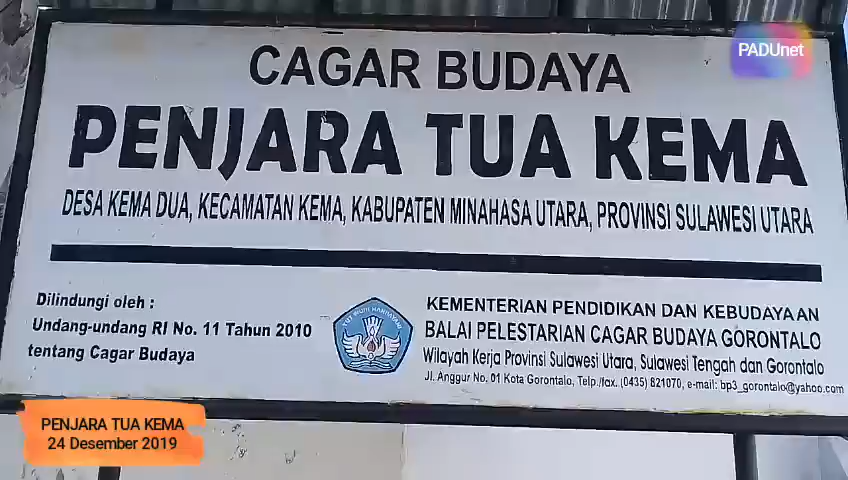 PADUnet
CAGAR BUDAYA
PENJARA TUA KEMA
DESA KEMA DUA, KECAMATAN KEMA, KABUPATEN MINAHASA UTARA, PROVINSI SULAWESI UTARA
Dilindungi oleh :
Undang-undang RI No. 11 Tahun 2010
tentang Cagar Budaya
TUT WURI HANDAYANI
KEMENTERIAN PENDIDIKAN DAN KEBUDAYAAN
BALAI PELESTARIAN CAGAR BUDAYA GORONTALO
Wilayah Kerja Provinsi Sulawesi Utara, Sulawesi Tengah dan Gorontalo
Jl. Anggur No. 01 Kota Gorontalo, Telp./fax. (0435) 821070, e-mail: bp3_gorontalo@yahoo.com
PENJARA TUA KEMA
24 Desember 2019